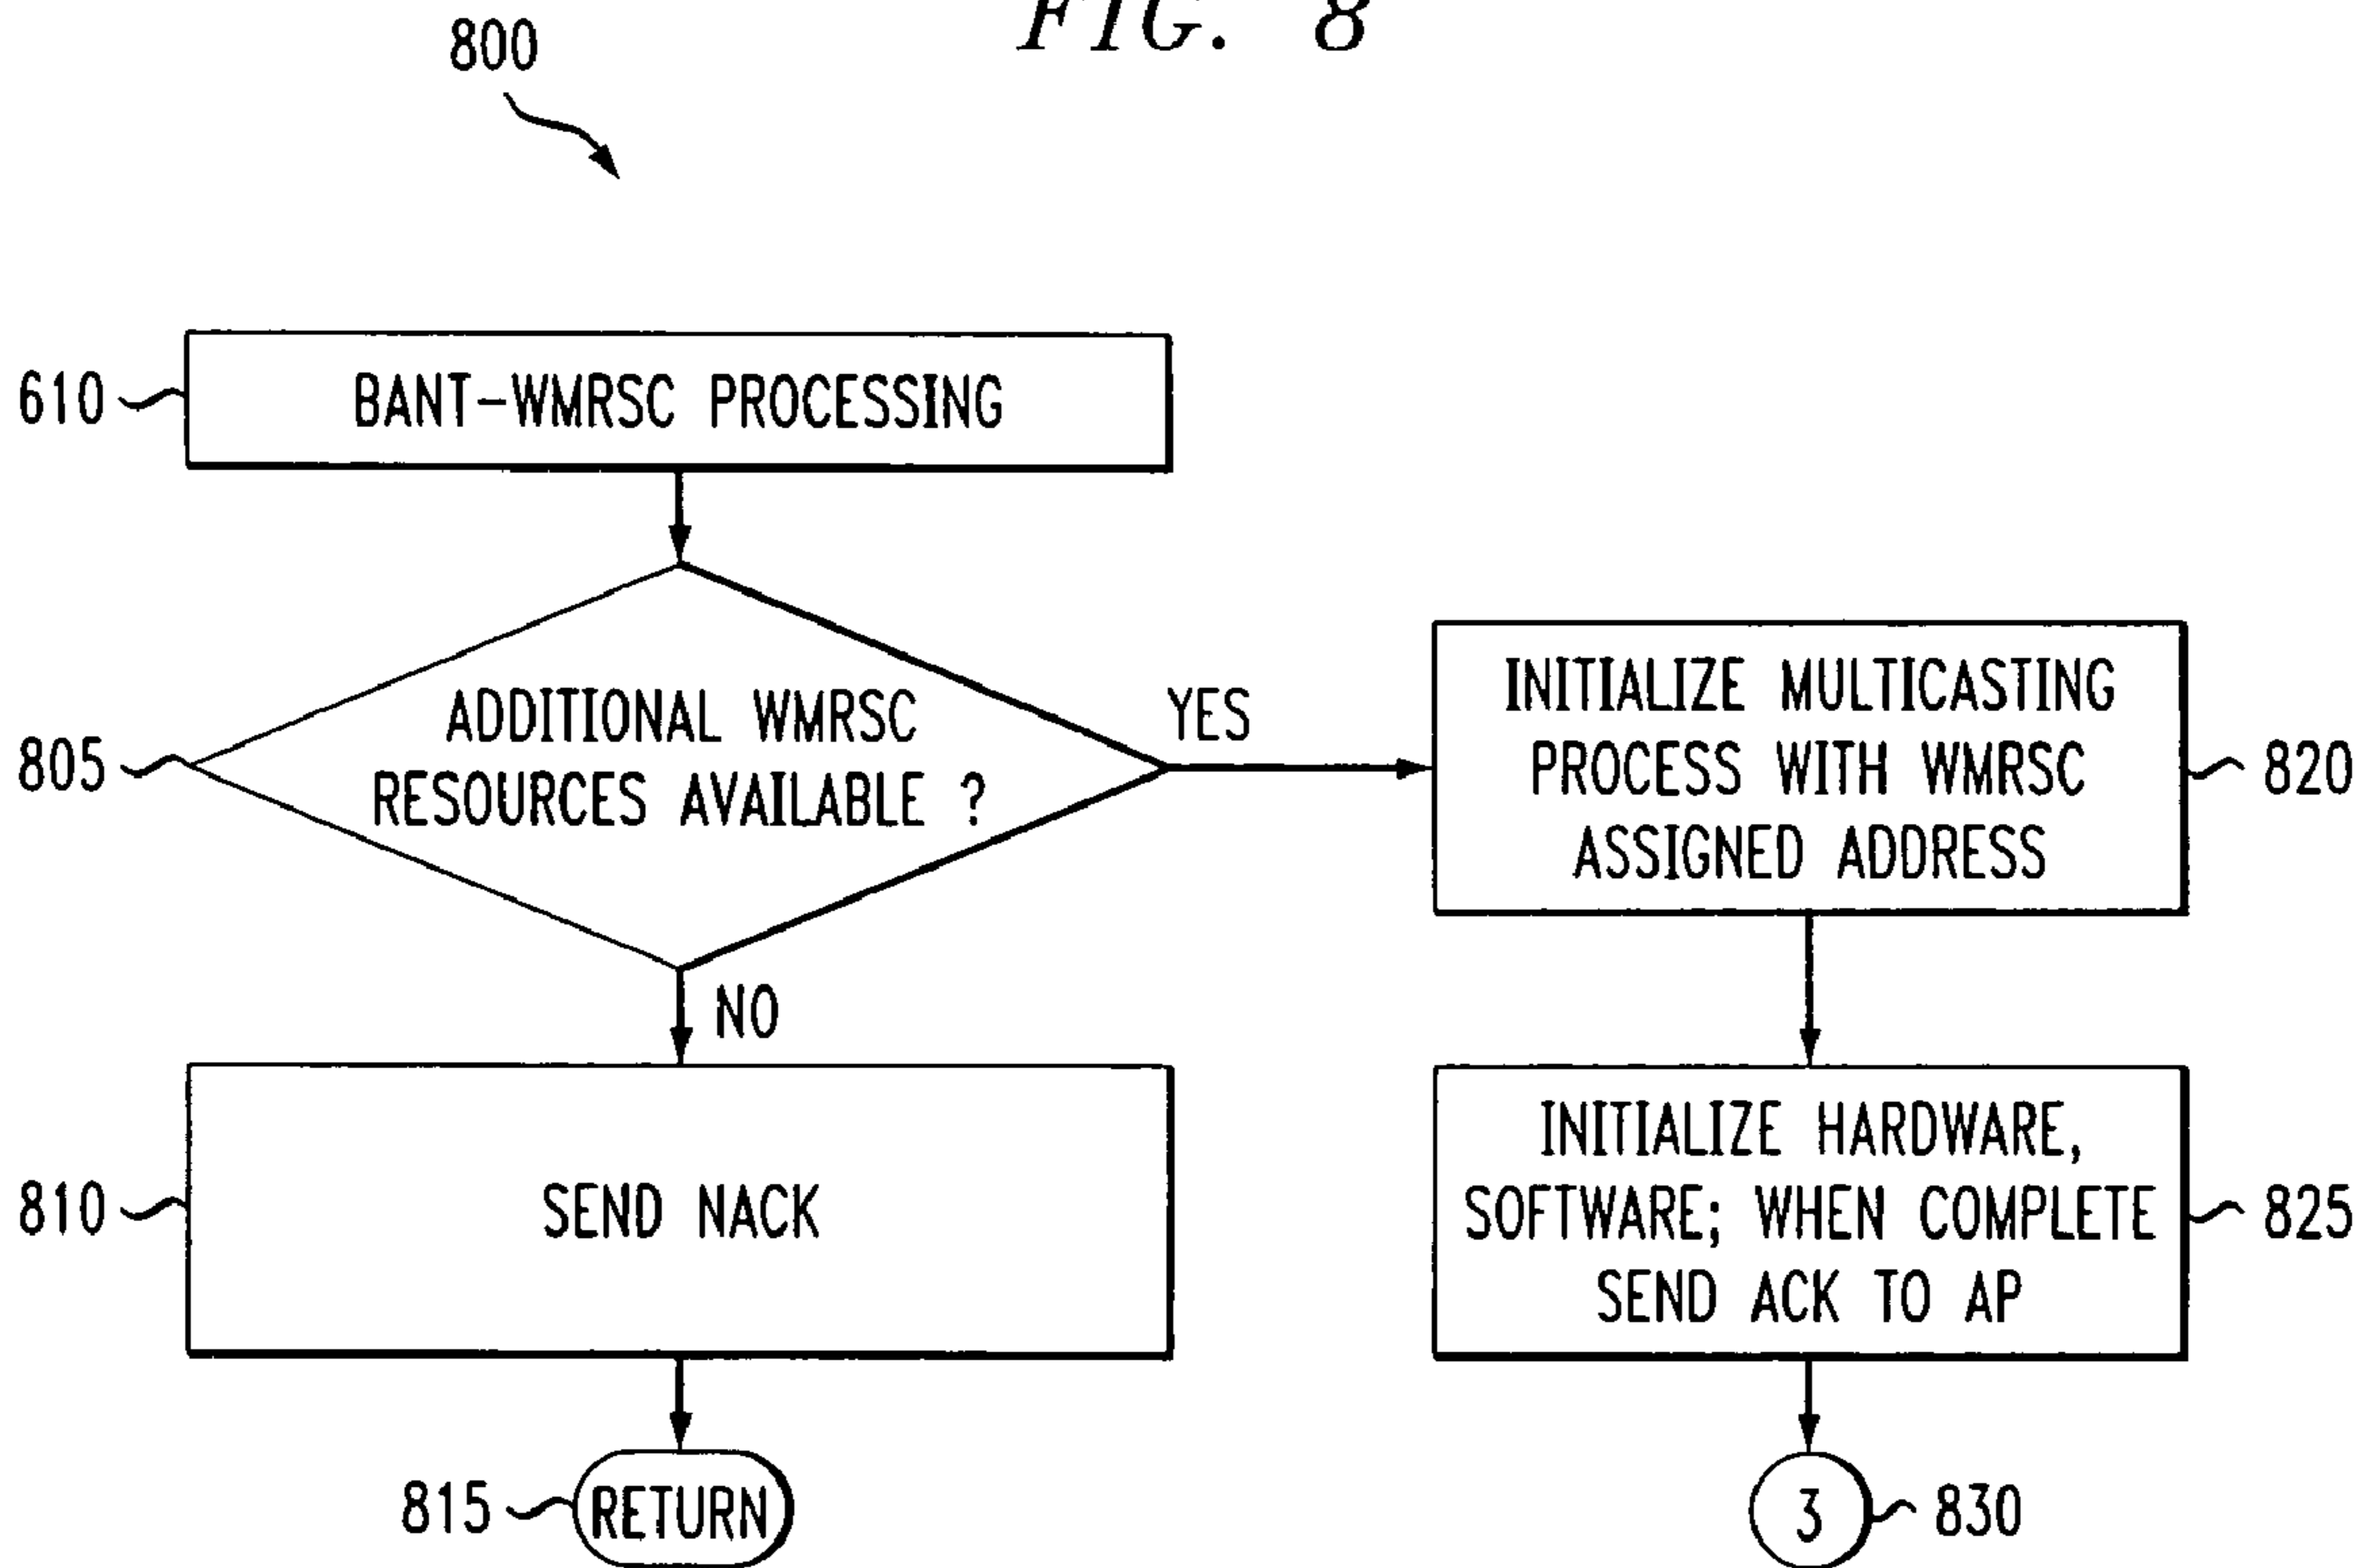 FIG. 8
800
610
BANT-WMRSC PROCESSING
805
ADDITIONAL WMRSC
RESOURCES AVAILABLE ?
YES
INITIALIZE MULTICASTING
PROCESS WITH WMRSC
ASSIGNED ADDRESS
820
NO
810
SEND NACK
INITIALIZE HARDWARE,
SOFTWARE; WHEN COMPLETE
SEND ACK TO AP
825
815
RETURN
3
830